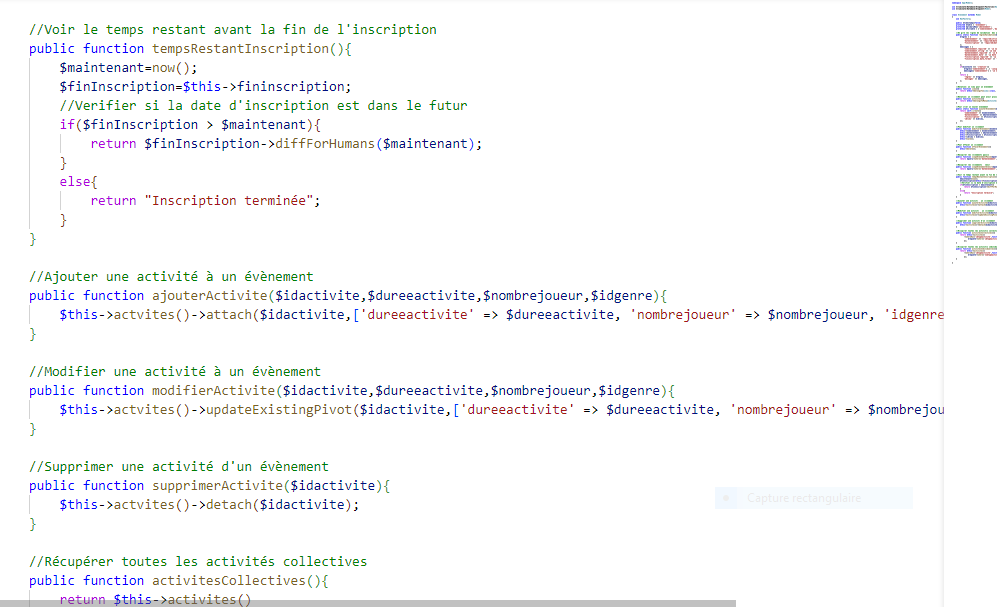 //Voir le temps restant avant la fin de l'inscription
public function tempsRestantInscription(){
$maintenant=now();
$finInscription=$this->fininscription;
//Verifier si la date d'inscription est dans le futur
if($finInscription > $maintenant){
return $finInscription->diffForHumans($maintenant);
}
else{
return "Inscription terminée";
}
}
//Ajouter une activité à un évènement
public function ajouterActivite($idactivite,$dureeactivite,$nombrejoueur,$idgenre){
$this->actvites()->attach($idactivite,['dureeactivite' => $dureeactivite, 'nombrejoueur' => $nombrejoueur, 'idgenre
}
//Modifier une activité à un évènement
public function modifierActivite($idactivite,$dureeactivite,$nombrejoueur,$idgenre){
$this->actvites()->updateExistingPivot($idactivite,['dureeactivite' => $dureeactivite, 'nombrejoueur' => $nombrejou
}
//Supprimer une activité d'un évènement
public function supprimerActivite($idactivite){
$this->actvites()->detach($idactivite);
Capture rectangulaire
}
//Récupérer toutes les activités collectives
public function activitesCollectives(){
return $this->activites()